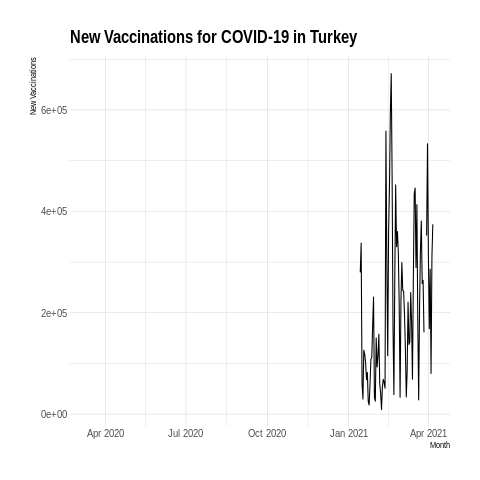 New Vaccinations for COVID-19 in Turkey
New Vaccinations
6e+05
4e+05
2e+05
0e+00
Apr 2020 Jul 2020 Oct 2020 Jan 2021 Apr 2021
Month